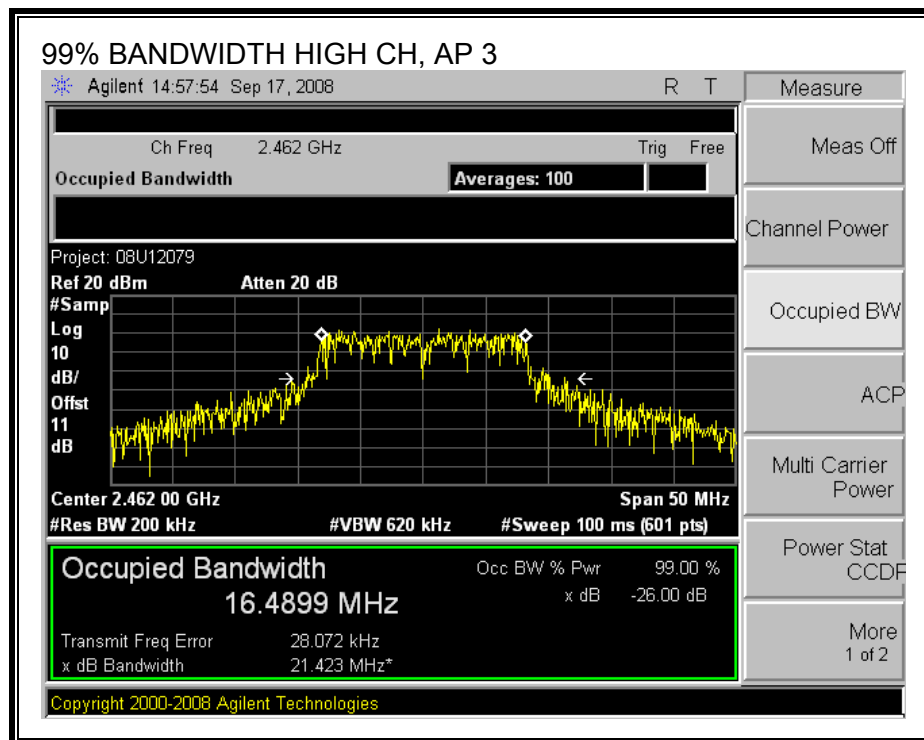 99% BANDWIDTH HIGH CH, AP 3
Agilent 14:57:54 Sep 17, 2008 R T
Measure
Ch Freq 2.462 GHz Trig Free
Occupied Bandwidth Averages: 100
Meas Off
Channel Power
Occupied BW
ACP
Multi Carrier
Power
Power Stat
CCDF
More
1 of 2
Project: 08U12079
Ref 20 dBm Atten 20 dB
#Samp
Log
10
dB/
Offst
11
dB
Center 2.462 00 GHz Span 50 MHz
#Res BW 200 kHz #VBW 620 kHz #Sweep 100 ms (601 pts)
Occupied Bandwidth Occ BW % Pwr 99.00 %
16.4899 MHz x dB -26.00 dB
Transmit Freq Error 28.072 kHz
x dB Bandwidth 21.423 MHz*
Copyright 2000-2008 Agilent Technologies